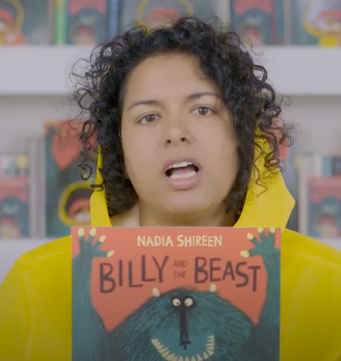 NADIA SHIREEN
BILLY AND THE BEAST